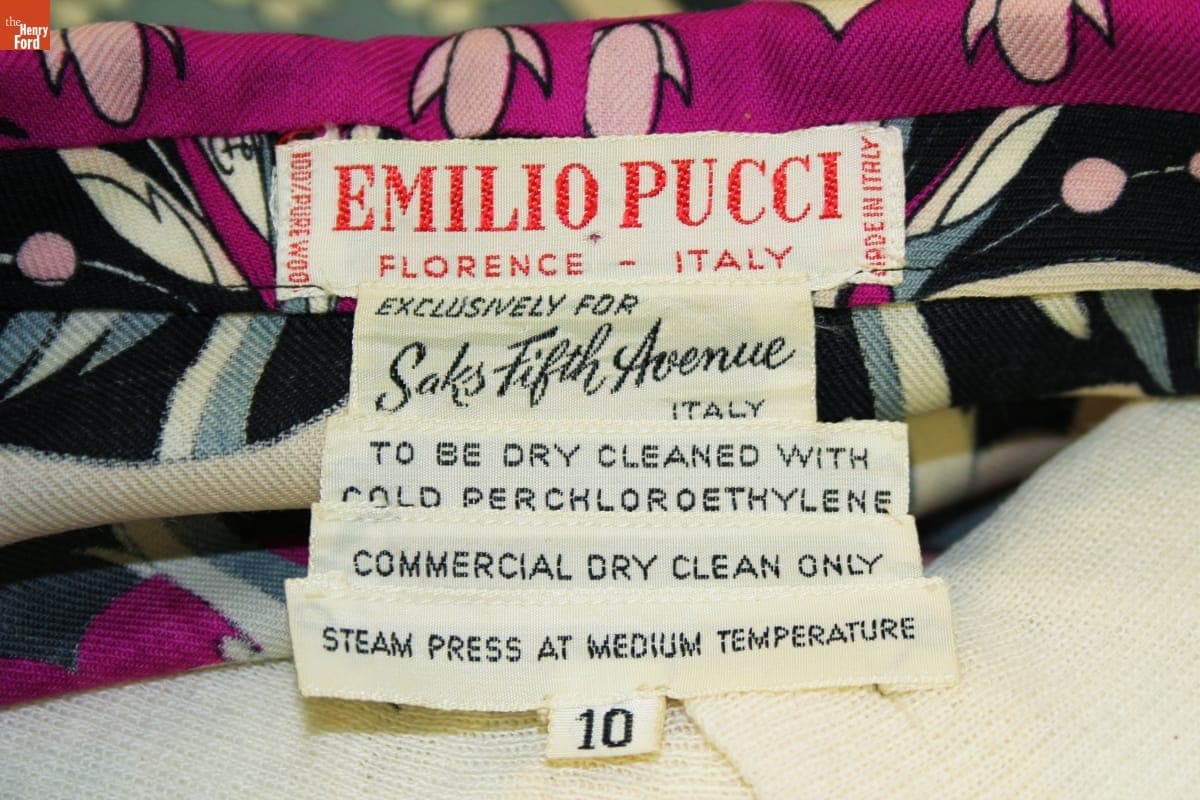 the
Henry
Ford
100% PURE WOOL
EMILIO PUCCI
MADE IN ITALY
FLORENCE - ITALY
EXCLUSIVELY FOR
Saks Fifth Avenue
ITALY
TO BE DRY CLEANED WITH
COLD PERCHLOROETHYLENE
COMMERCIAL DRY CLEAN ONLY
STEAM PRESS AT MEDIUM TEMPERATURE
10